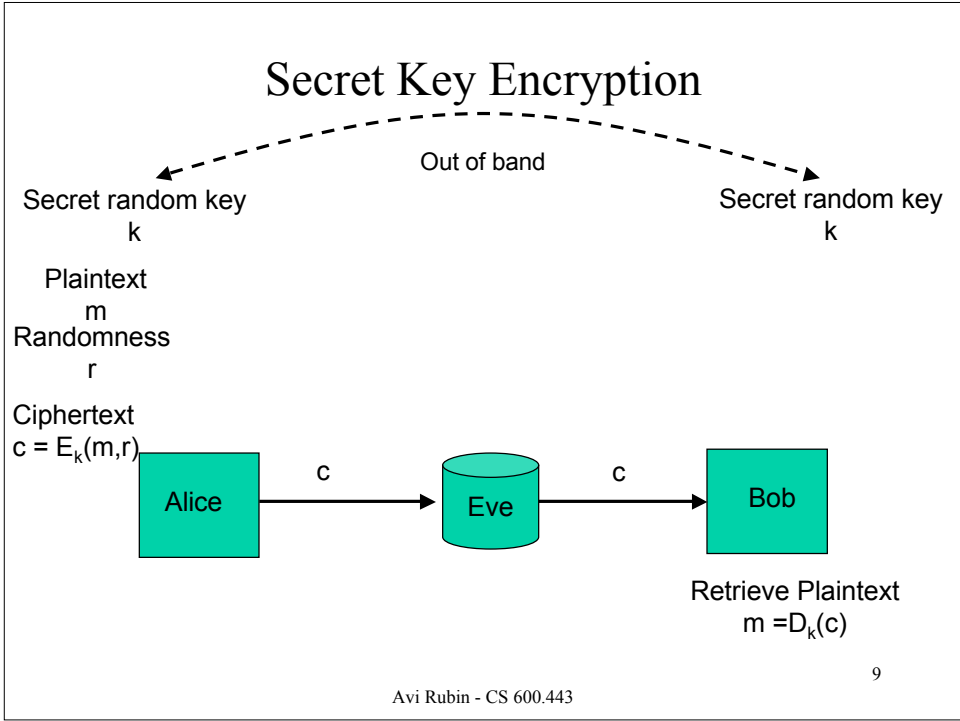 Secret Key Encryption
Out of band
Secret random key
k
Secret random key
k
Plaintext
m
Randomness
r
Ciphertext
c = Eₖ(m,r)
Alice
c
Eve
c
Bob
Retrieve Plaintext
m =Dₖ(c)
9
Avi Rubin - CS 600.443